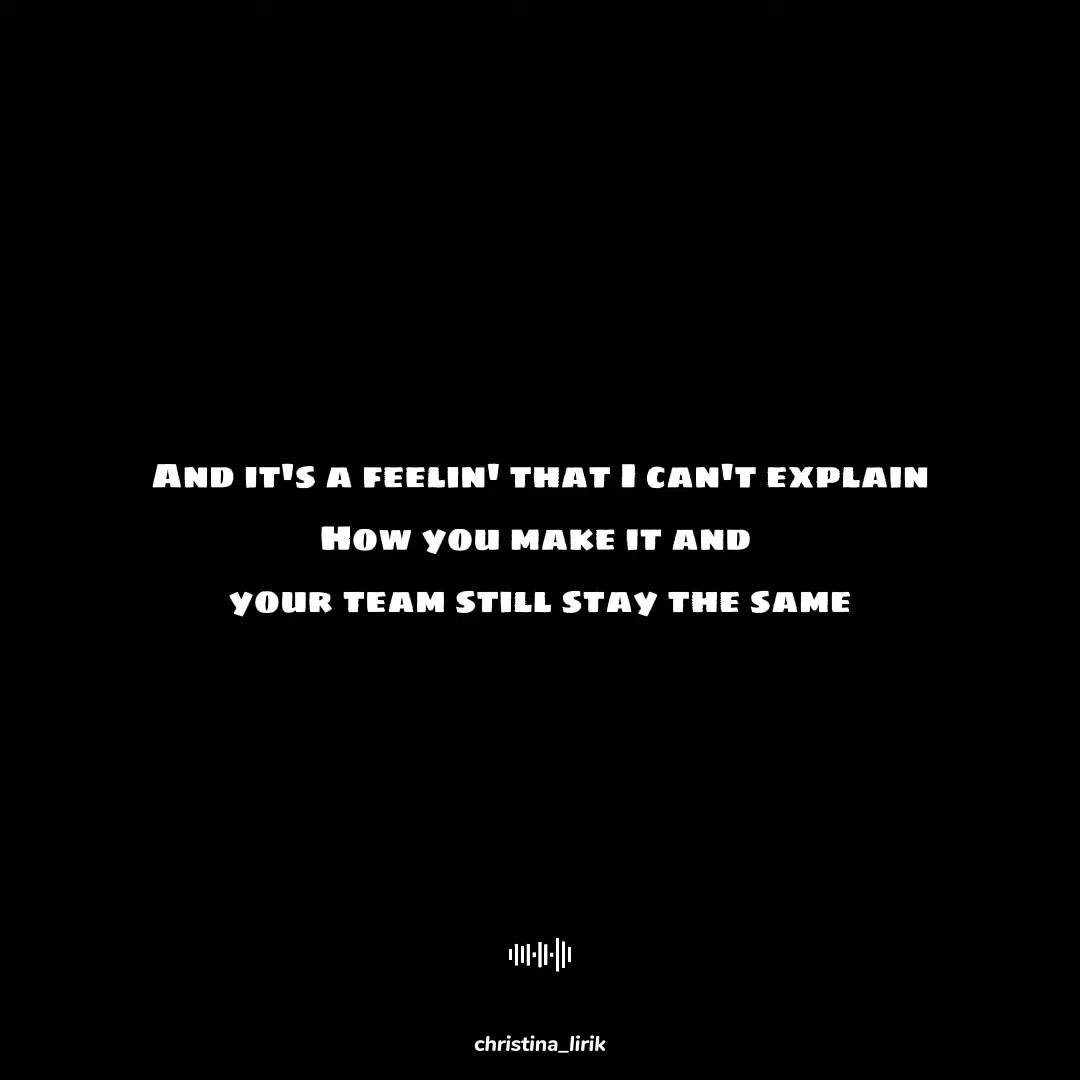 And it's a feelin' that I can't explain
How you make it and
your team still stay the same
christina_lirik